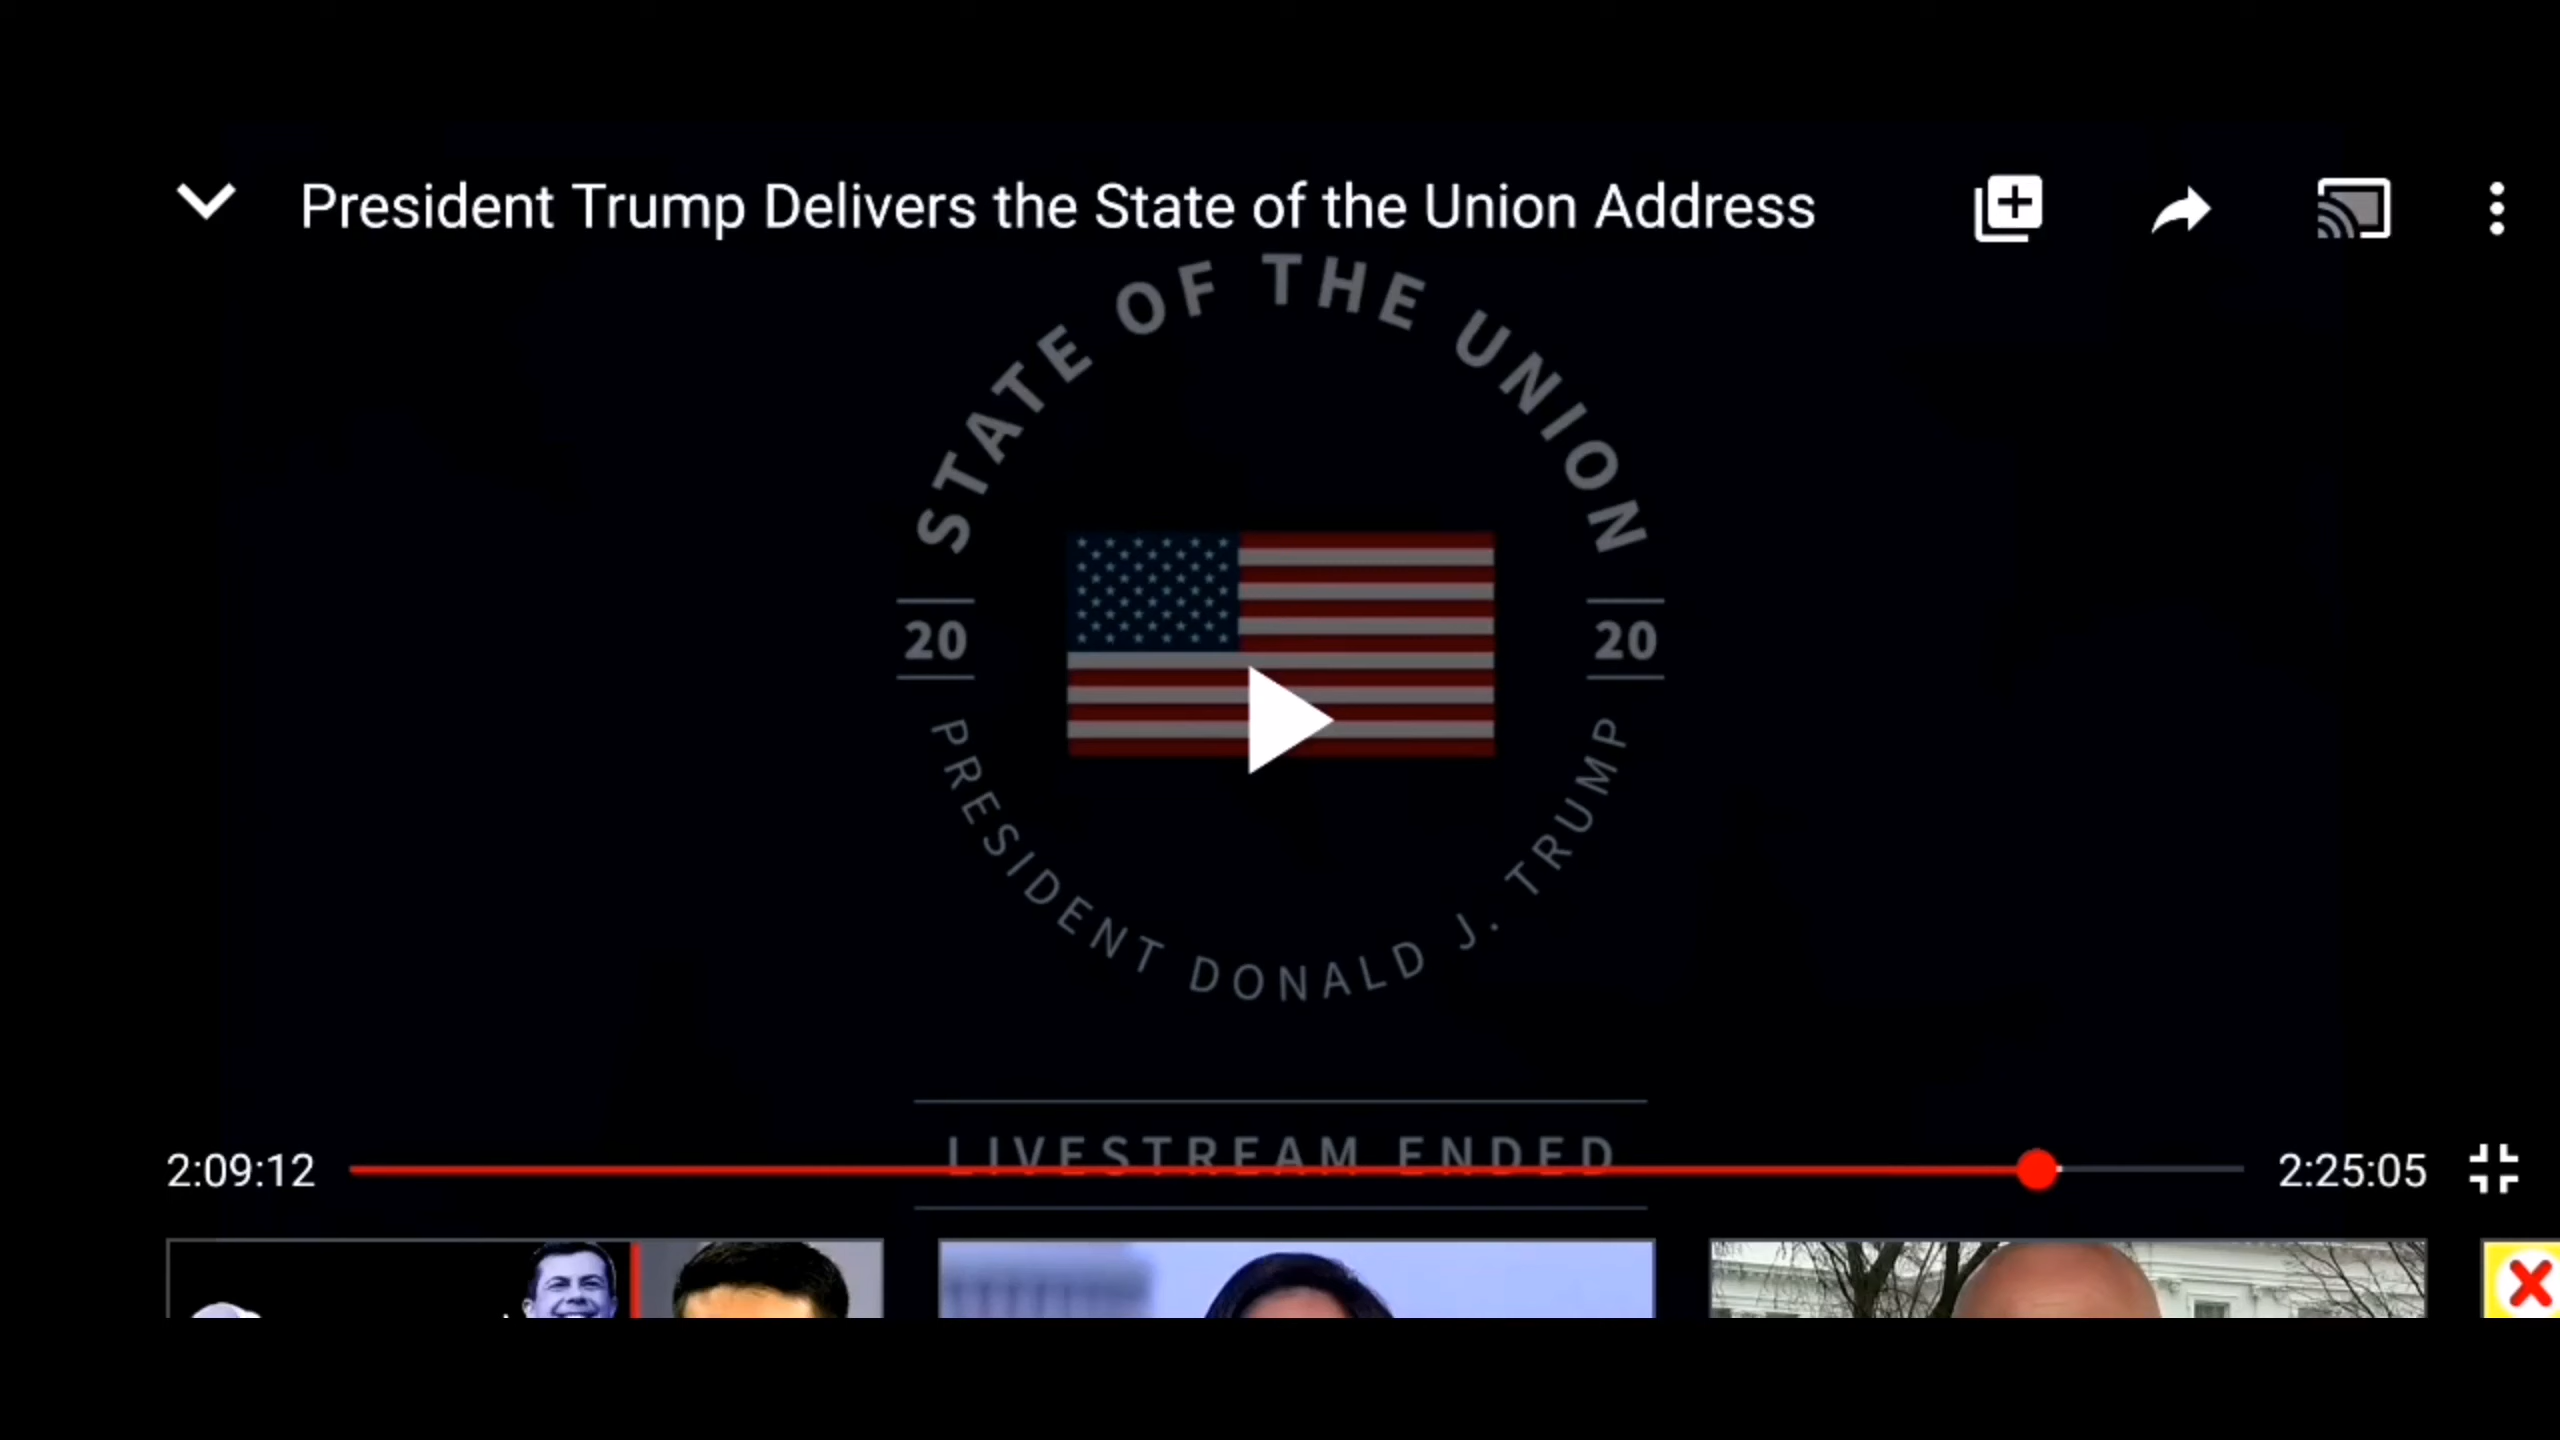 President Trump Delivers the State of the Union Address
STATE OF THE UNION
20
20
PRESIDENT DONALD J. TRUMP
LIVESTREAM ENDED
2:09:12
2:25:05